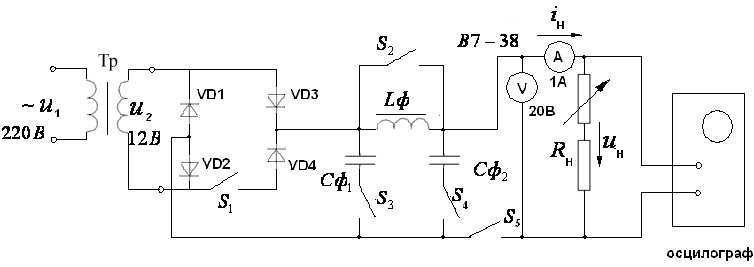 Тр
~u₁
220В
u₂
12В
VD1
VD2
VD3
VD4
S₁
S₂
Lф
Cф₁
S₃
Cф₂
S₄
S₅
В7-38
V
20В
iн
A
1А
Rн
uн
осцилограф